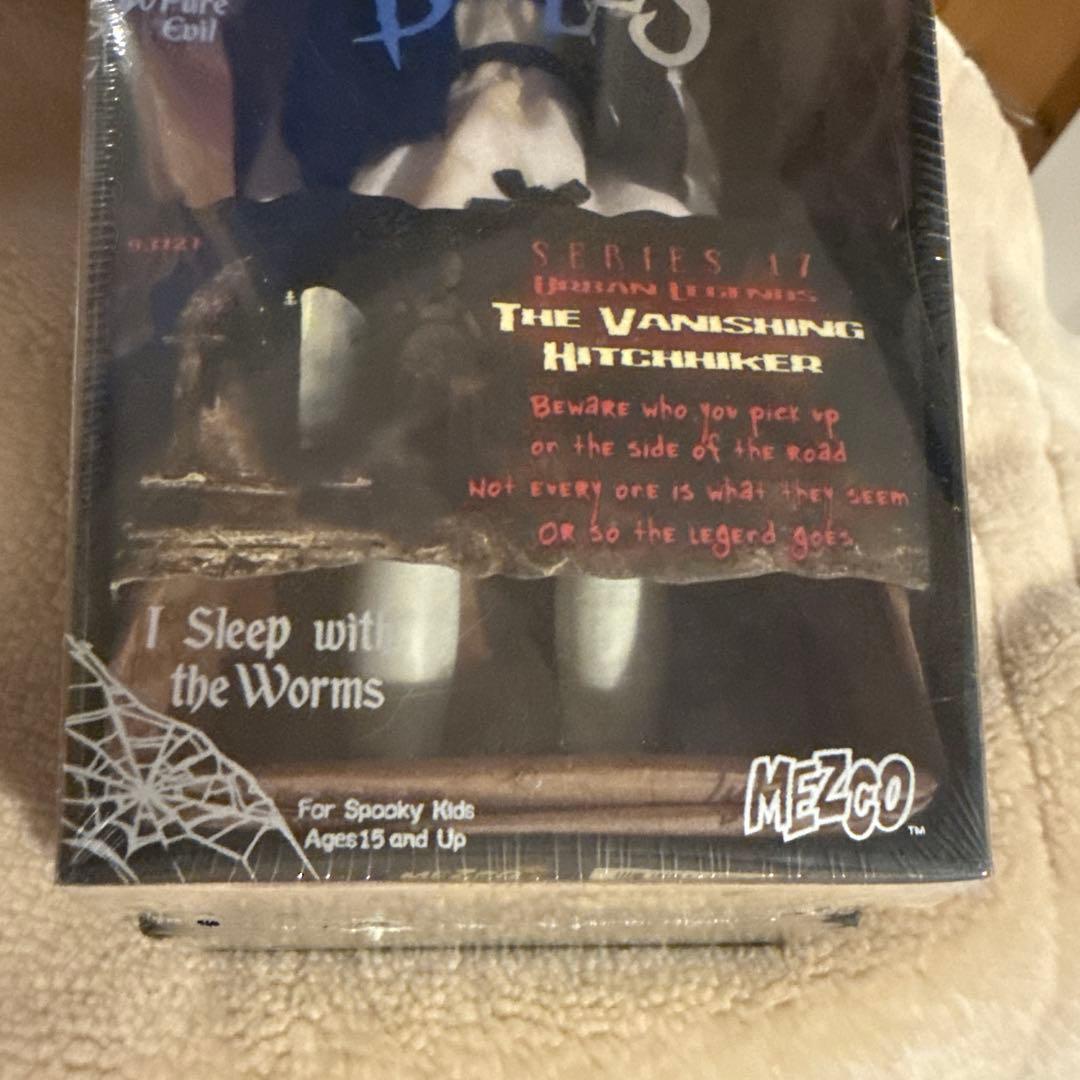 Pure
Evil
SERIES 17
URBAN LEGENDS
THE VANISHING
HITCHHIKER
BEWARE who you pick up
on the side of the ROAD
Not EVERY one is what they SEEM
OR so the LEgend goes
I Sleep with
the Worms
For Spooky Kids
Ages 15 and Up
MEZCO
TM